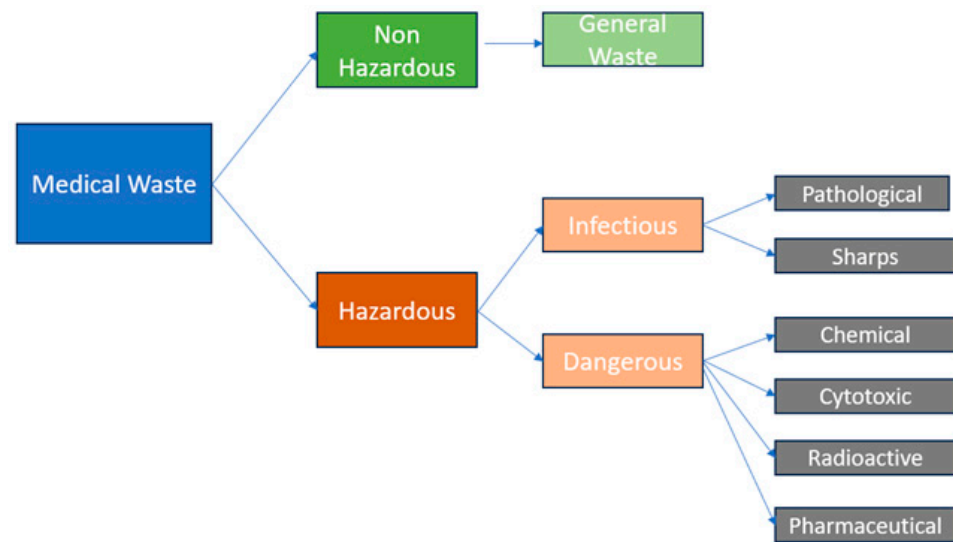 Non
Hazardous
General
Waste
Medical Waste
Infectious
Pathological
Sharps
Hazardous
Dangerous
Chemical
Cytotoxic
Radioactive
Pharmaceutical